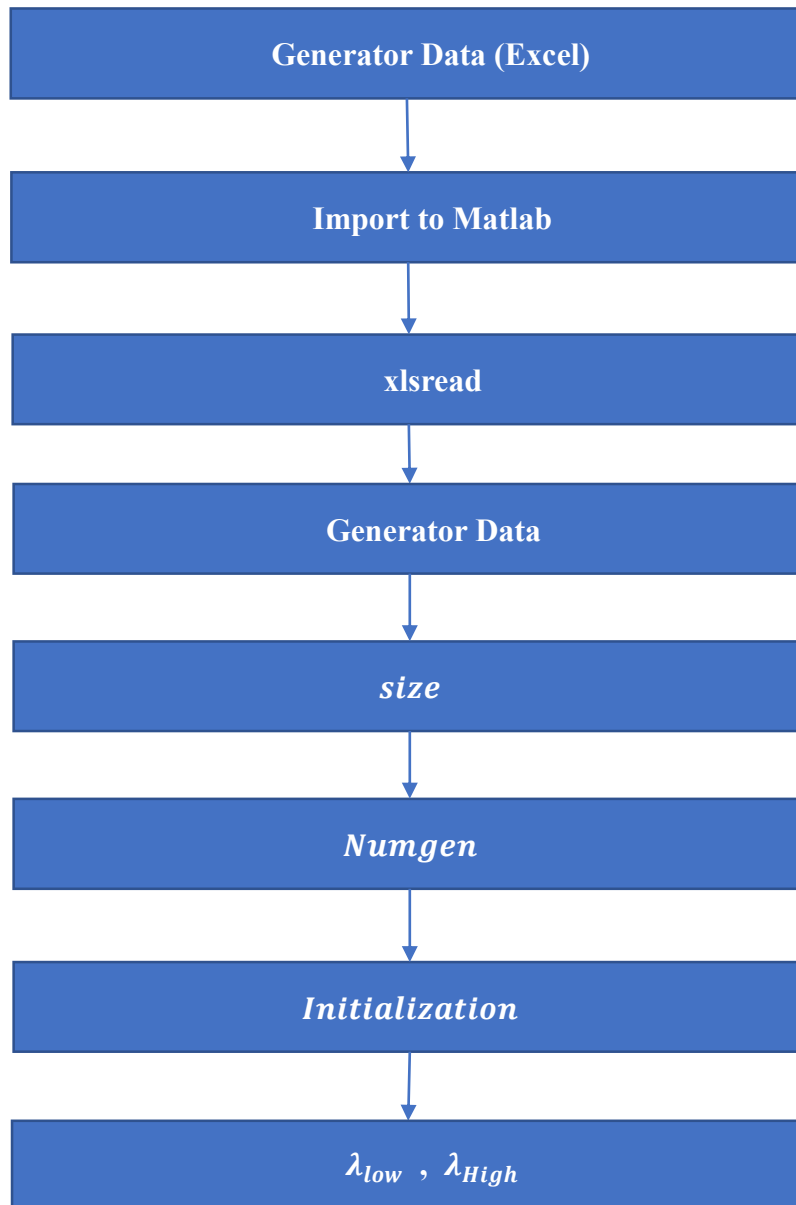 Generator Data (Excel)
Import to Matlab
xlsread
Generator Data
size
Numgen
Initialization
λlow , λHigh